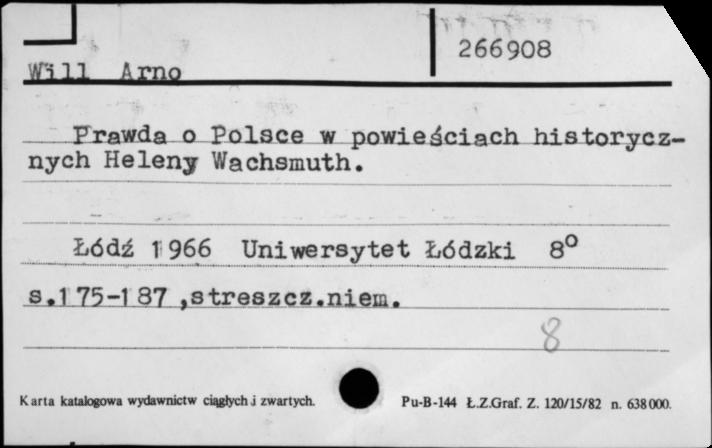 266908
Will Arno
Prawda o Polsce w powieściach historycz-
nych Heleny Wachsmuth.
Łódź 1966 Uniwersytet Łódzki 8°
s.175-187,streszcz.niem.
8
Karta katalogowa wydawnictw ciągłych i zwartych. Pu-B-144 Ł.Z.Graf. Z. 120/15/82 n. 638000.